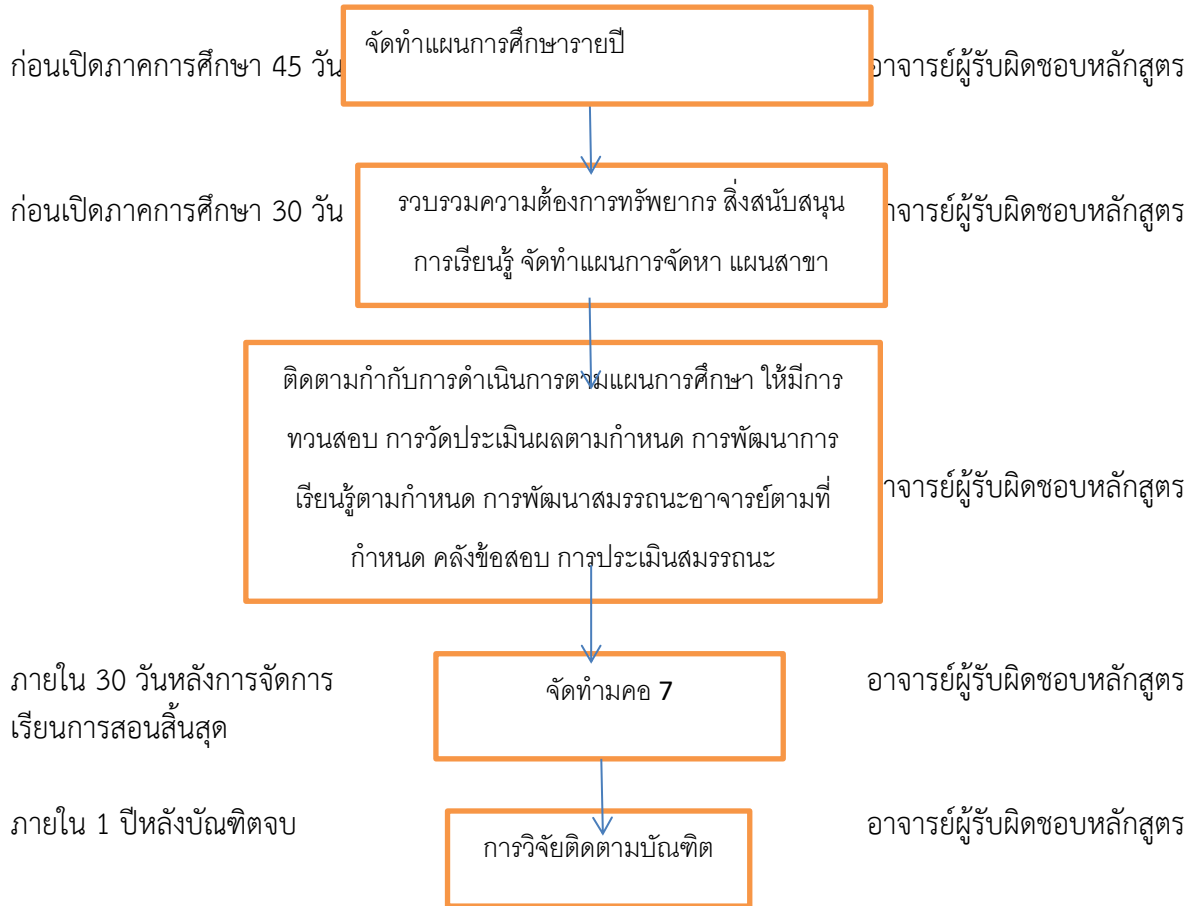 จัดทำแผนการศึกษารายปี
ก่อนเปิดภาคการศึกษา 45 วัน
อาจารย์ผู้รับผิดชอบหลักสูตร
ก่อนเปิดภาคการศึกษา 30 วัน
รวบรวมความต้องการทรัพยากร สิ่งสนับสนุน
การเรียนรู้ จัดทำแผนการจัดหา แผนสาขา
อาจารย์ผู้รับผิดชอบหลักสูตร
ติดตามกำกับการดำเนินการตามแผนการศึกษา ให้มีการ
ทวนสอบ การวัดประเมินผลตามกำหนด การพัฒนาการ
เรียนรู้ตามกำหนด การพัฒนาสมรรถนะอาจารย์ตามที่
กำหนด คลังข้อสอบ การประเมินสมรรถนะ
อาจารย์ผู้รับผิดชอบหลักสูตร
ภายใน 30 วันหลังการจัดการ
เรียนการสอนสิ้นสุด
จัดทำมคอ 7
อาจารย์ผู้รับผิดชอบหลักสูตร
ภายใน 1 ปีหลังบัณฑิตจบ
การวิจัยติดตามบัณฑิต
อาจารย์ผู้รับผิดชอบหลักสูตร